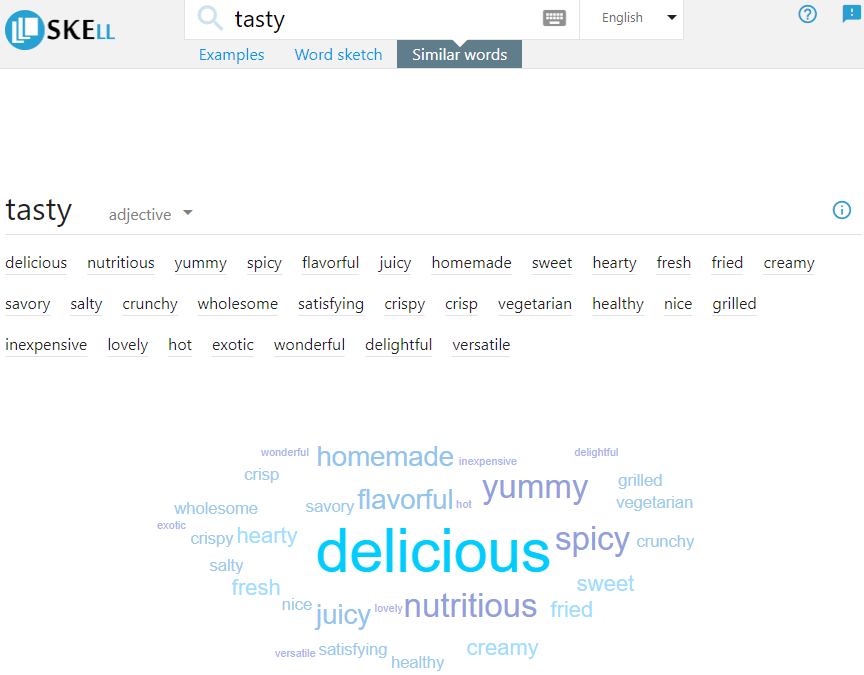 SKELL tasty English
Examples Word sketch Similar words
tasty adjective
delicious nutritious yummy spicy flavorful juicy homemade sweet hearty fresh fried creamy
savory salty crunchy wholesome satisfying crispy crisp vegetarian healthy nice grilled
inexpensive lovely hot exotic wonderful delightful versatile
wonderful homemade inexpensive delightful
crisp yummy grilled
wholesome savory flavorful hot vegetarian
exotic crispy hearty delicious spicy crunchy
salty
fresh sweet
nice juicy lovely nutritious fried
versatile satisfying healthy creamy